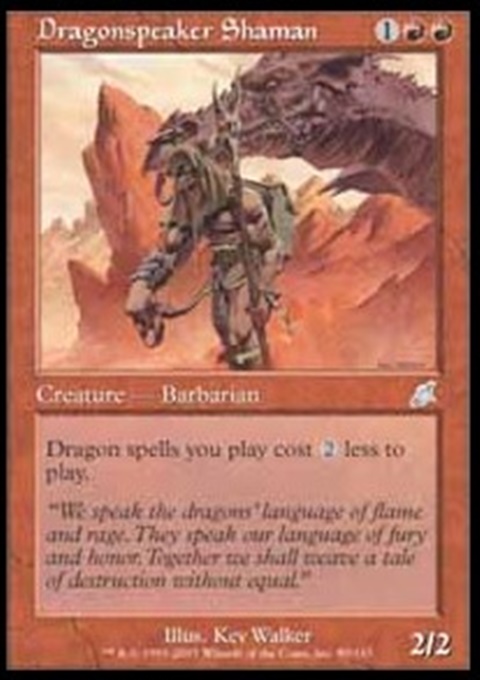 Dragonspeaker Shaman 1
Creature — Barbarian
Dragon spells you play cost 2 less to
play.
"We speak the dragons' language of flame
and rage. They speak our language of fury
and honor. Together we shall weave a tale
of destruction without equal."
Illus. Kev Walker
2/2